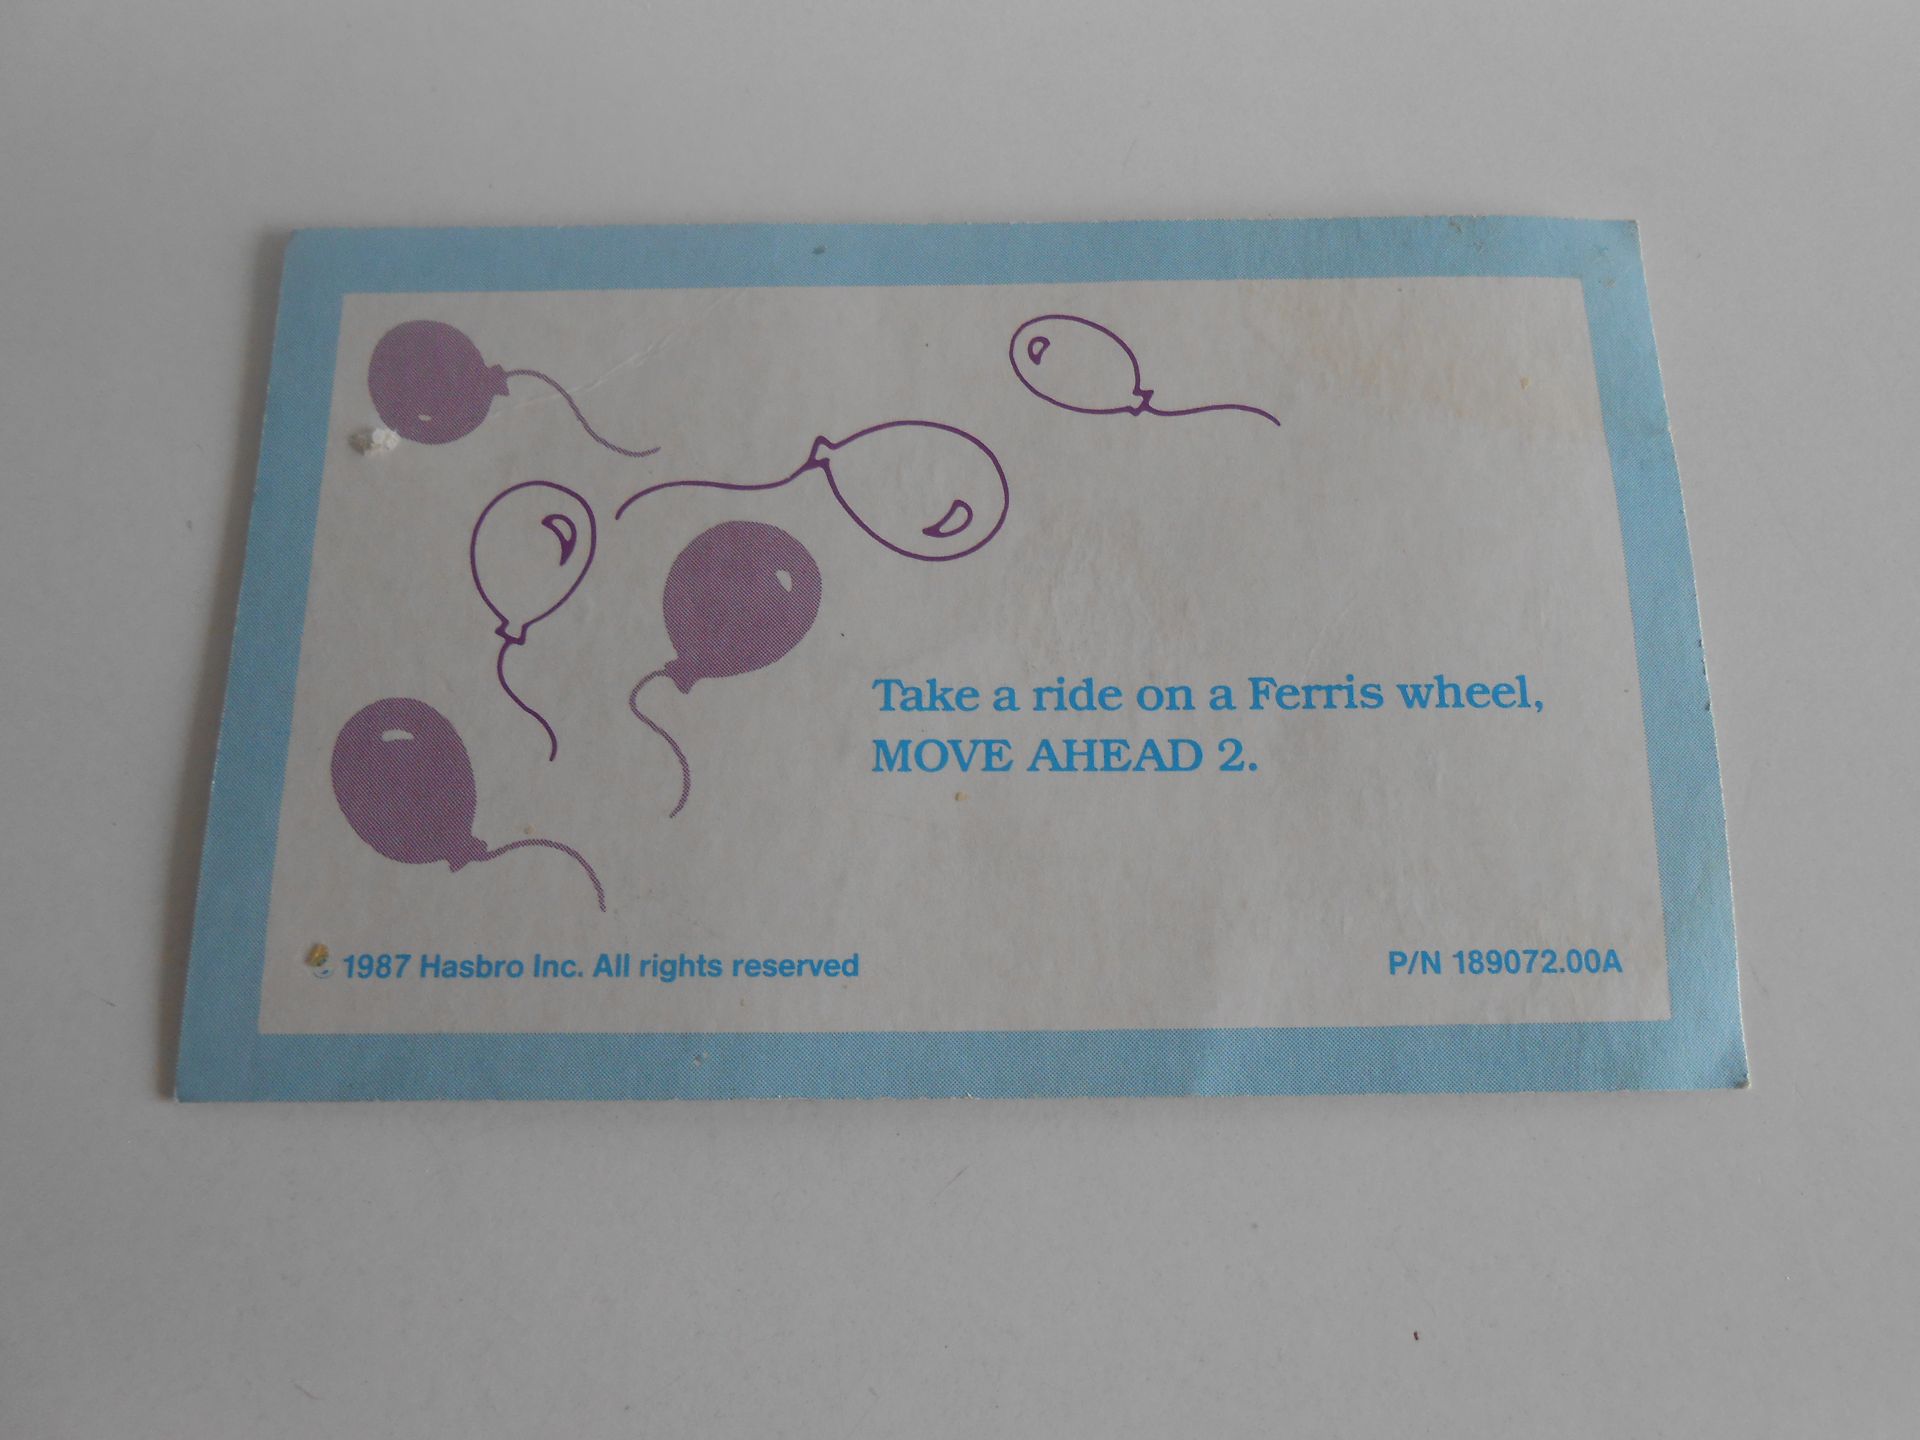 Take a ride on a Ferris wheel,
MOVE AHEAD 2.
© 1987 Hasbro Inc. All rights reserved
P/N 189072.00A